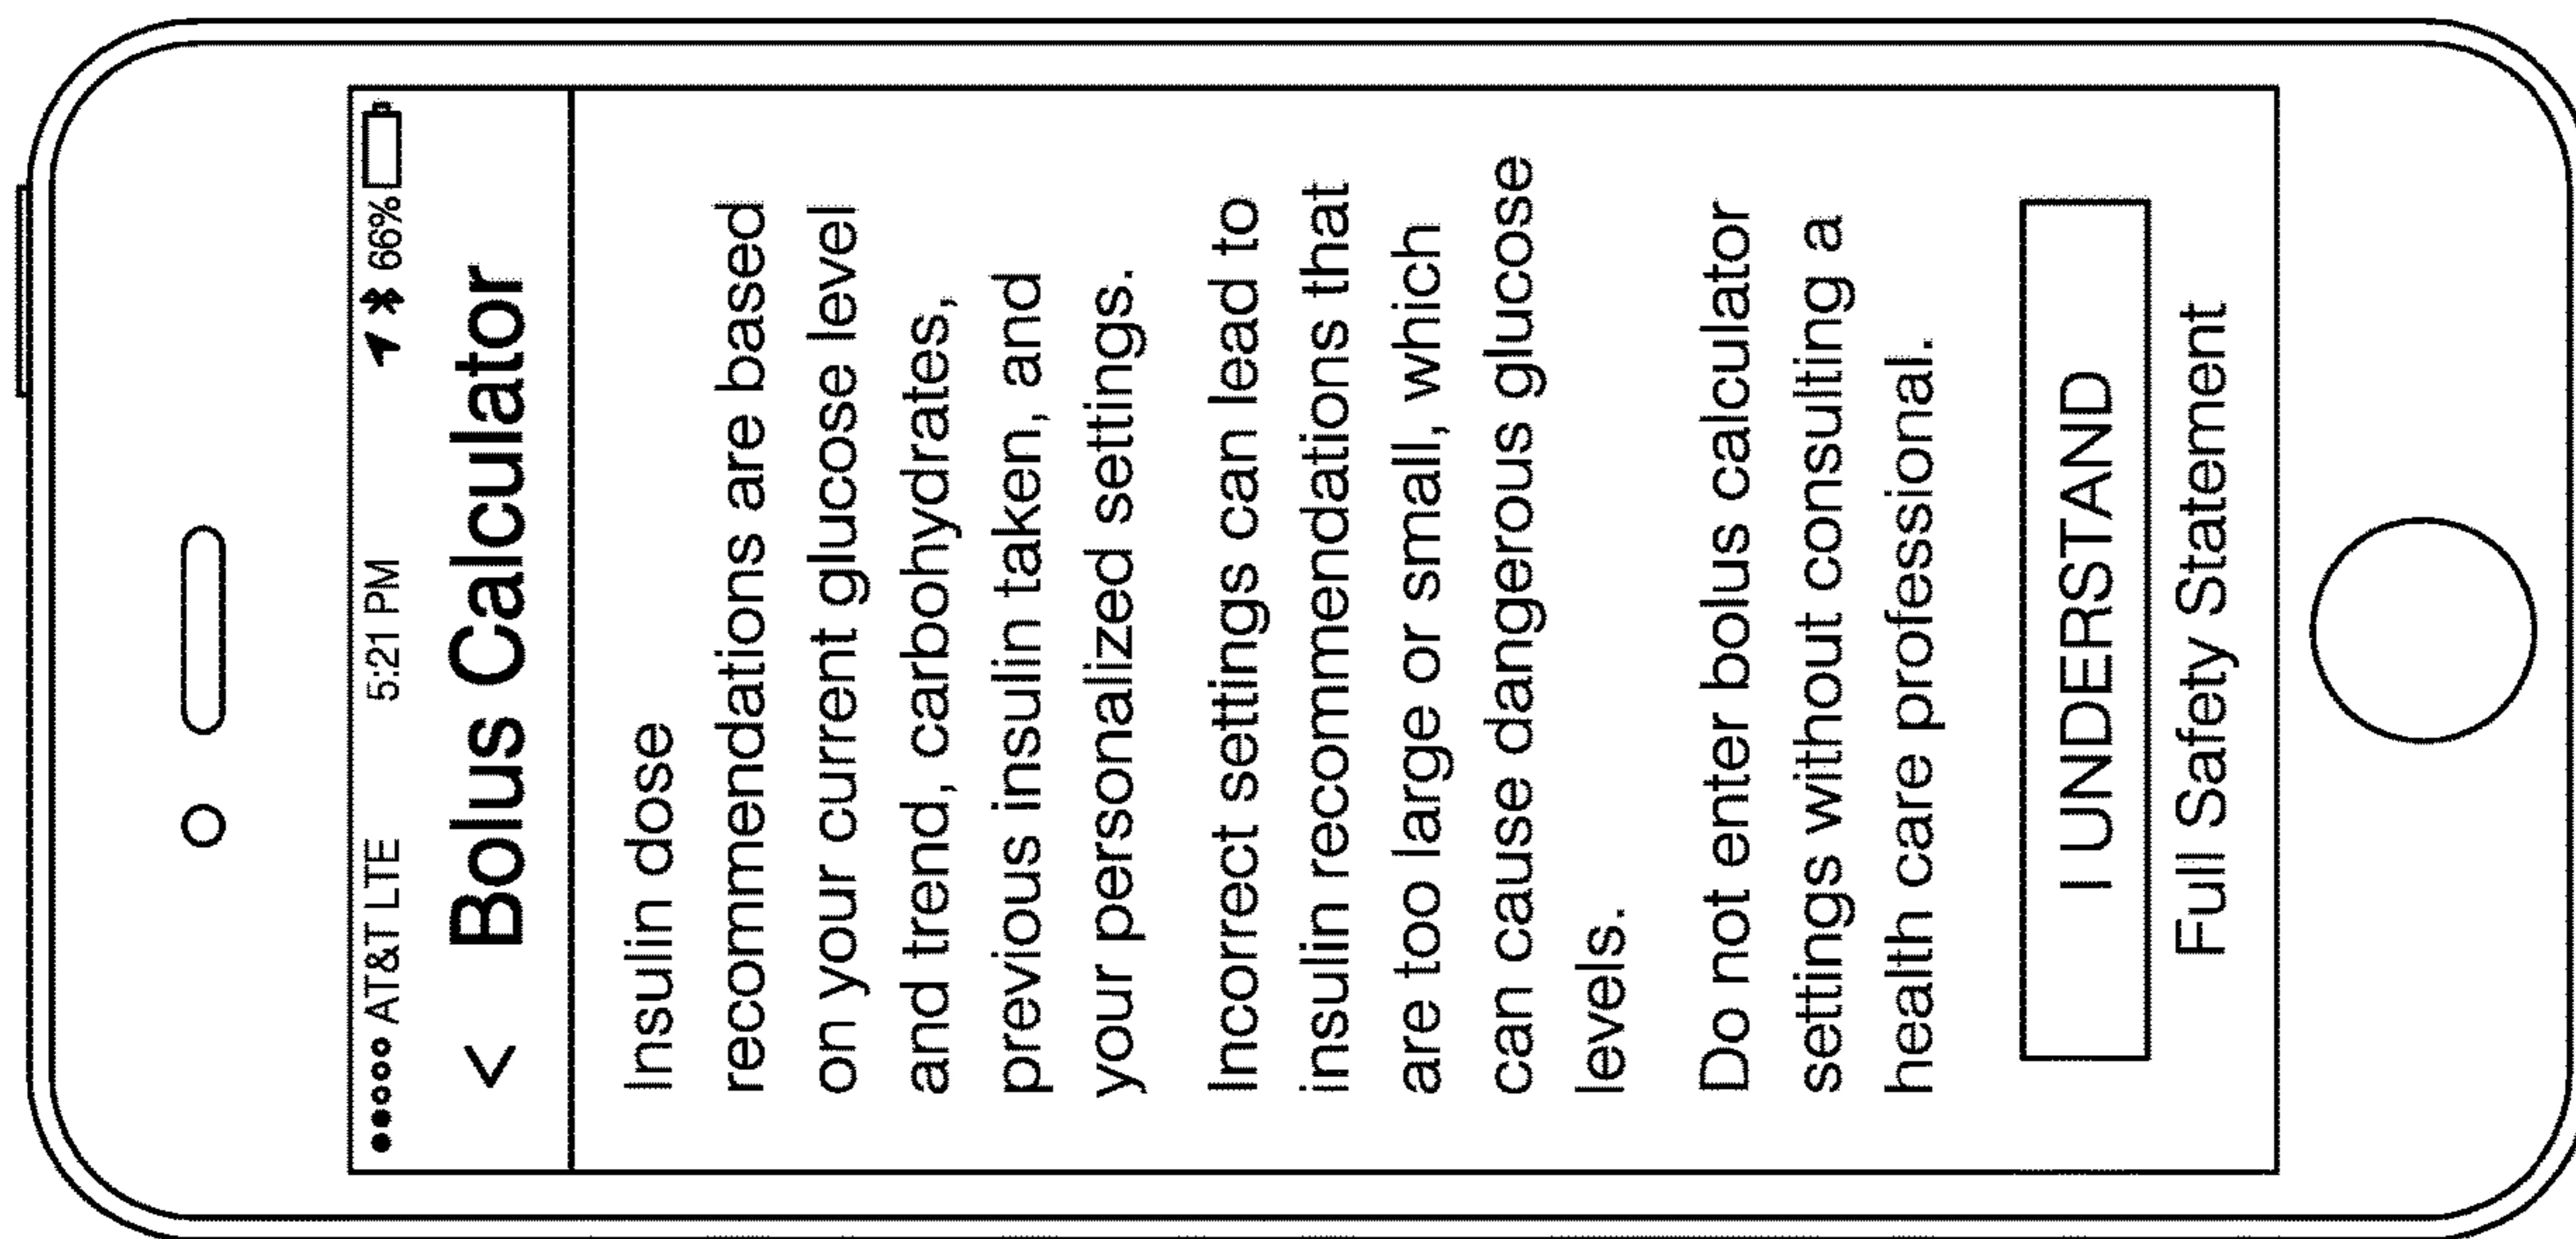 ●●○○○ AT&T LTE 5:21 PM 66%
< Bolus Calculator
Insulin dose
recommendations are based
on your current glucose level
and trend, carbohydrates,
previous insulin taken, and
your personalized settings.
Incorrect settings can lead to
insulin recommendations that
are too large or small, which
can cause dangerous glucose
levels.
Do not enter bolus calculator
settings without consulting a
health care professional.
I UNDERSTAND
Full Safety Statement